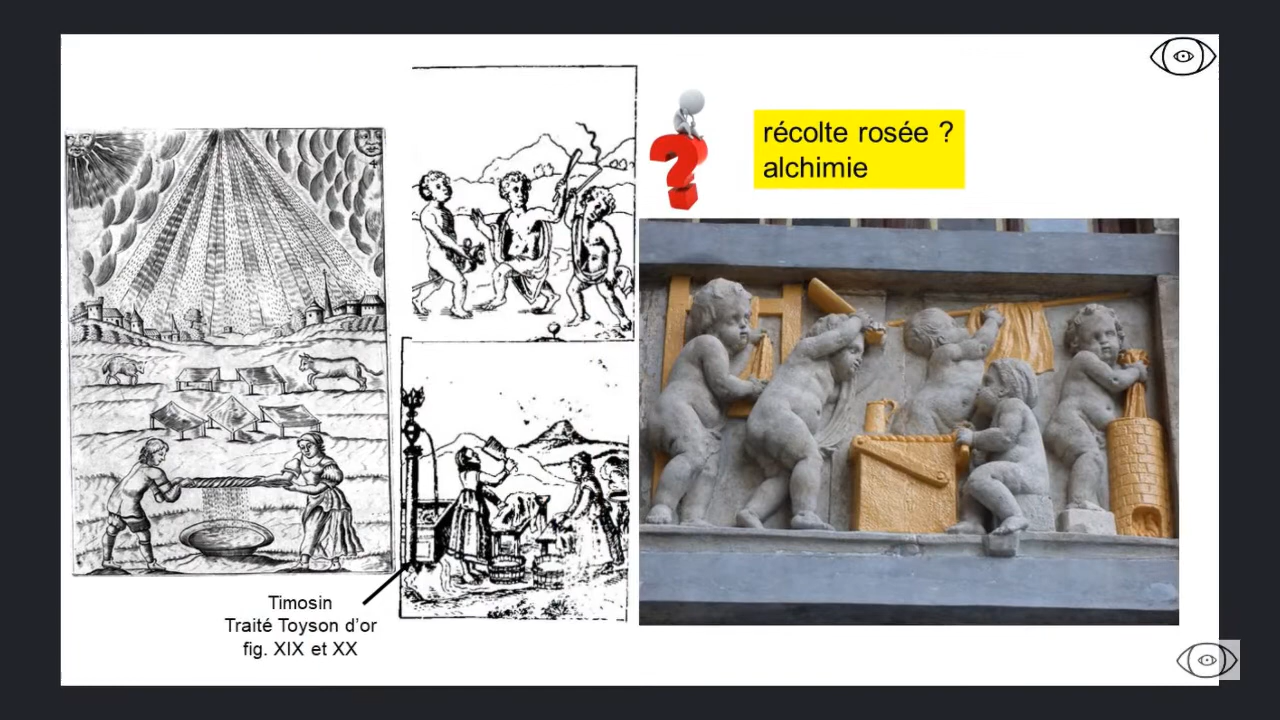 récolte rosée ?
alchimie
Timosin
Traité Toyson d'or
fig. XIX et XX